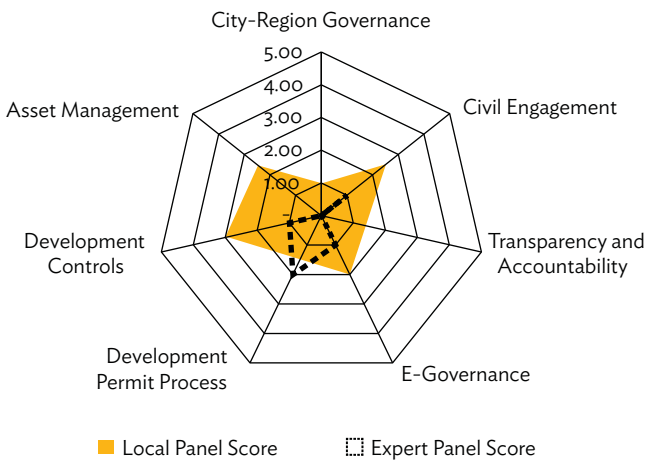 City-Region Governance
5.00
4.00
3.00
2.00
1.00
-
Asset Management
Civil Engagement
Development
Controls
Transparency and
Accountability
Development
Permit Process
E-Governance
Local Panel Score
Expert Panel Score